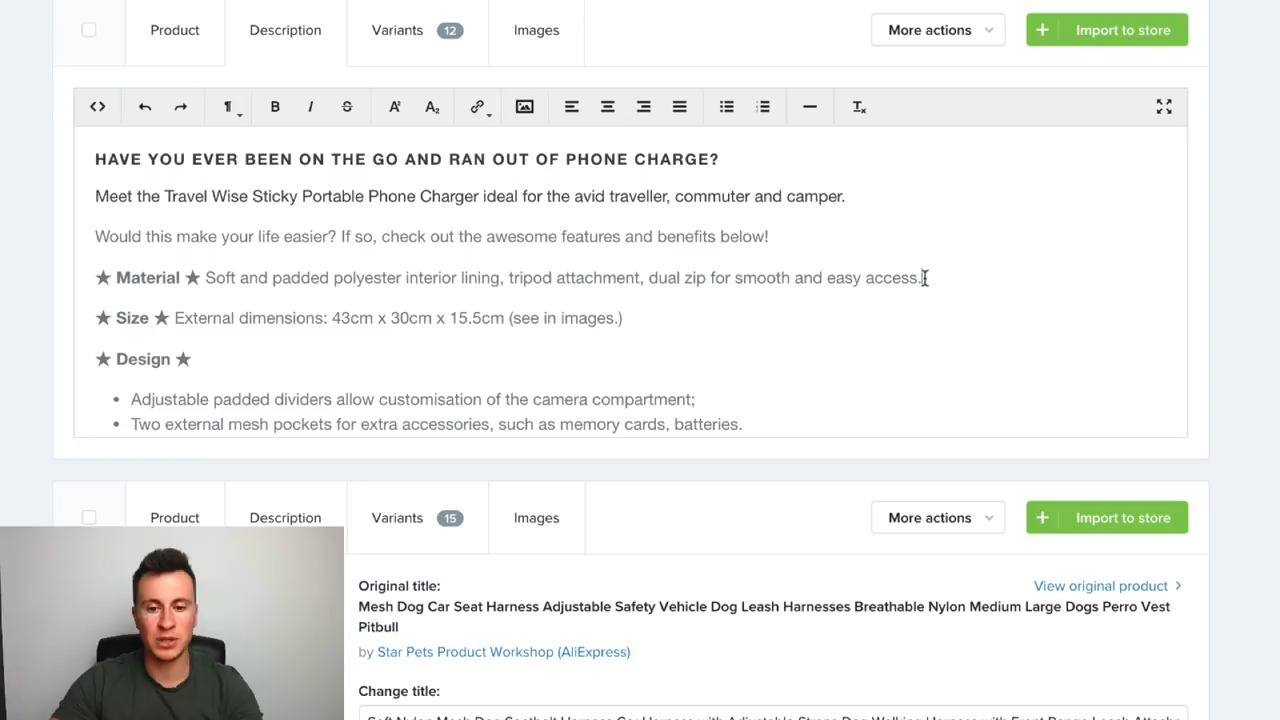 Product Description Variants 12 Images More actions + Import to store
HAVE YOU EVER BEEN ON THE GO AND RAN OUT OF PHONE CHARGE?
Meet the Travel Wise Sticky Portable Phone Charger ideal for the avid traveller, commuter and camper.
Would this make your life easier? If so, check out the awesome features and benefits below!
★ Material ★ Soft and padded polyester interior lining, tripod attachment, dual zip for smooth and easy access.
★ Size ★ External dimensions: 43cm x 30cm x 15.5cm (see in images.)
★ Design ★
• Adjustable padded dividers allow customisation of the camera compartment;
• Two external mesh pockets for extra accessories, such as memory cards, batteries.
Product Description Variants 15 Images More actions + Import to store
Original title: View original product
Mesh Dog Car Seat Harness Adjustable Safety Vehicle Dog Leash Harnesses Breathable Nylon Medium Large Dogs Perro Vest
Pitbull
by Star Pets Product Workshop (AliExpress)
Change title: